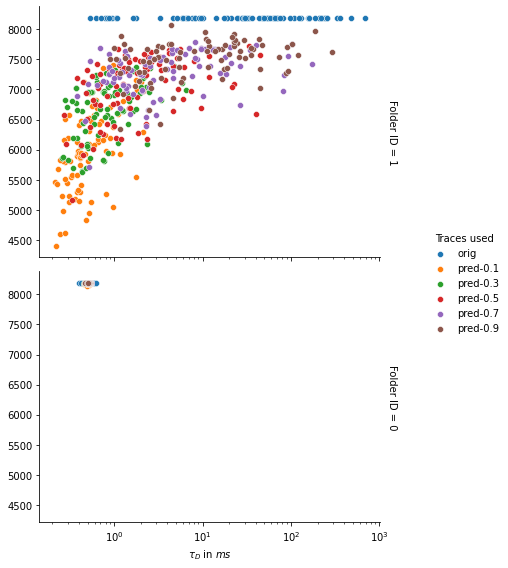 8000
7500
7000
6500
6000
5500
5000
4500
Folder ID = 1
8000
7500
7000
6500
6000
5500
5000
4500
Folder ID = 0
10⁰ 10¹ 10² 10³
τ_D in ms
Traces used
orig
pred-0.1
pred-0.3
pred-0.5
pred-0.7
pred-0.9